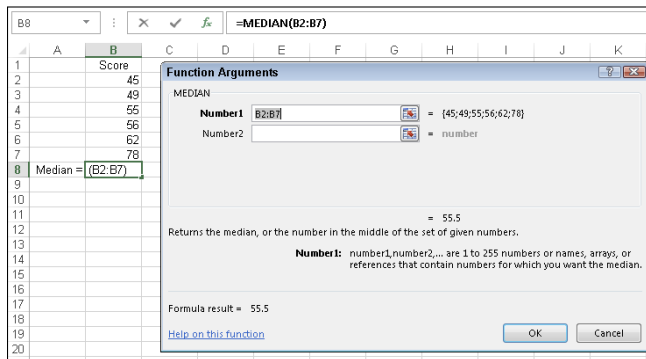 B8 fx =MEDIAN(B2:B7)
A B C D E F G H I J K
1 Score
2 45
3 49
4 55
5 56
6 62
7 78
8 Median = (B2:B7)
9
10
11
12
13
14
15
16
17
18
19
20
Function Arguments
MEDIAN
Number1 B2:B7 = {45;49;55;56;62;78}
Number2 = number
= 55.5
Returns the median, or the number in the middle of the set of given numbers.
Number1: number1,number2,... are 1 to 255 numbers or names, arrays, or
references that contain numbers for which you want the median.
Formula result = 55.5
Help on this function OK Cancel